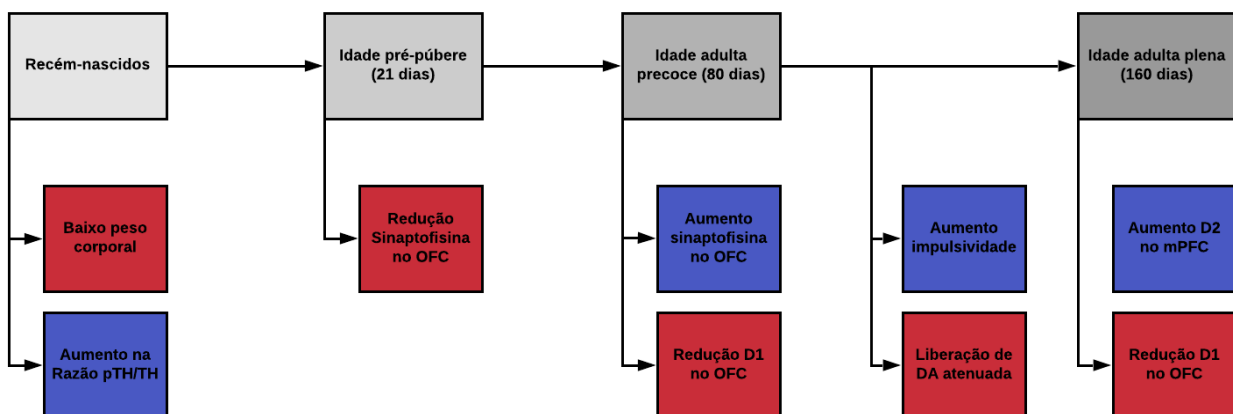 Recém-nascidos
Idade pré-púbere
(21 dias)
Idade adulta
precoce (80 dias)
Idade adulta plena
(160 dias)
Baixo peso
corporal
Redução
Sinaptofisina
no OFC
Aumento
sinaptofisina
no OFC
Aumento
impulsividade
Aumento D2
no mPFC
Aumento na
Razão pTH/TH
Redução D1
no OFC
Liberação de
DA atenuada
Redução D1
no OFC